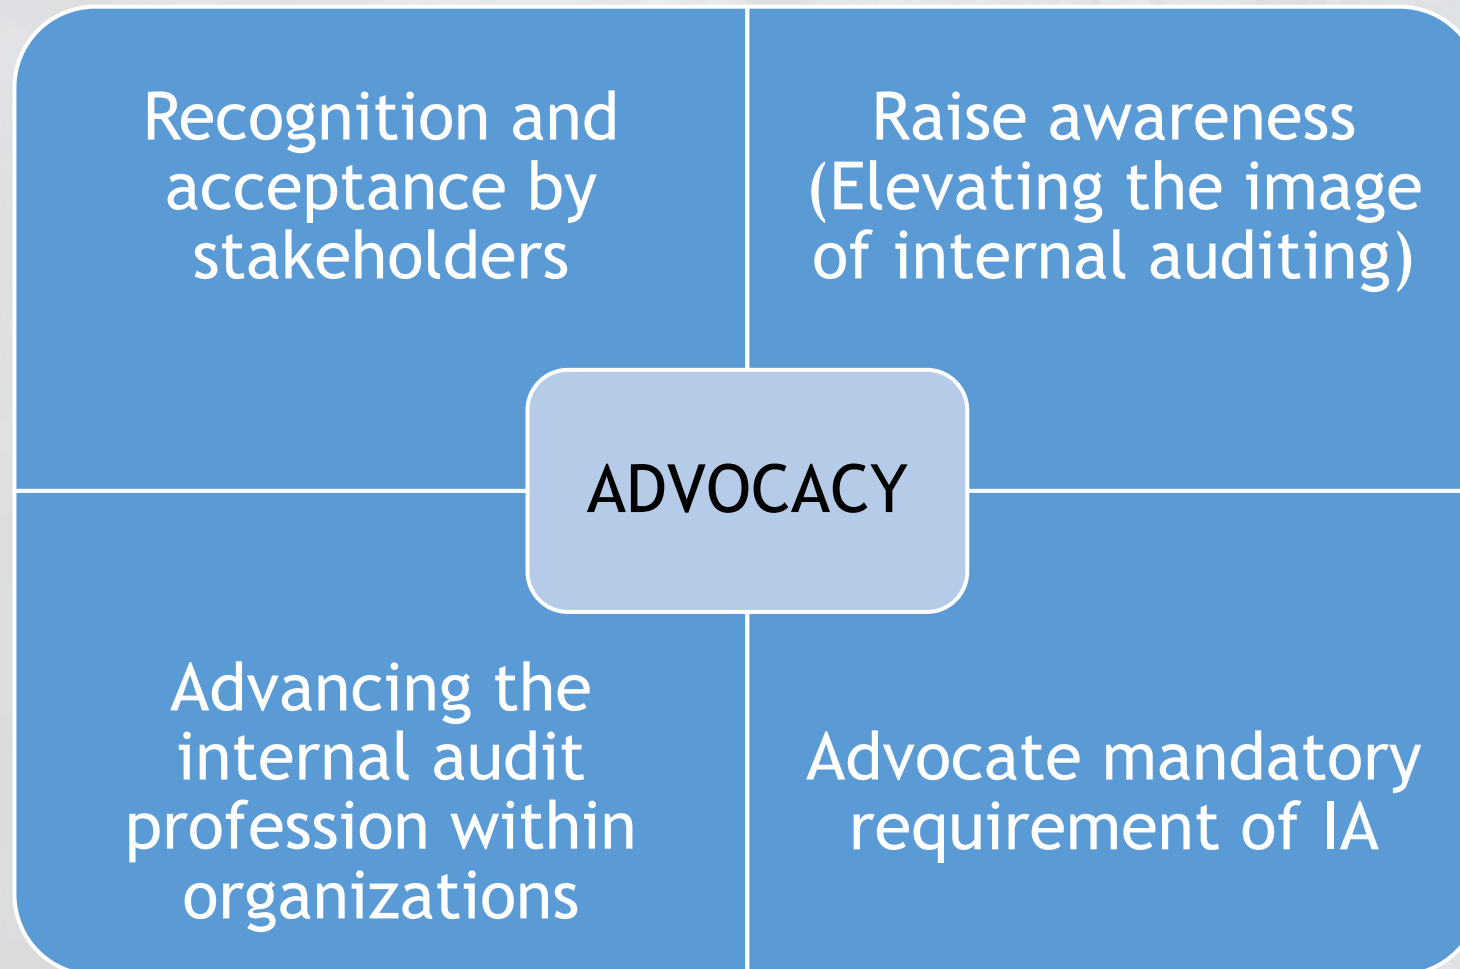 Recognition and
acceptance by
stakeholders
Raise awareness
(Elevating the image
of internal auditing)
ADVOCACY
Advancing the
internal audit
profession within
organizations
Advocate mandatory
requirement of IA